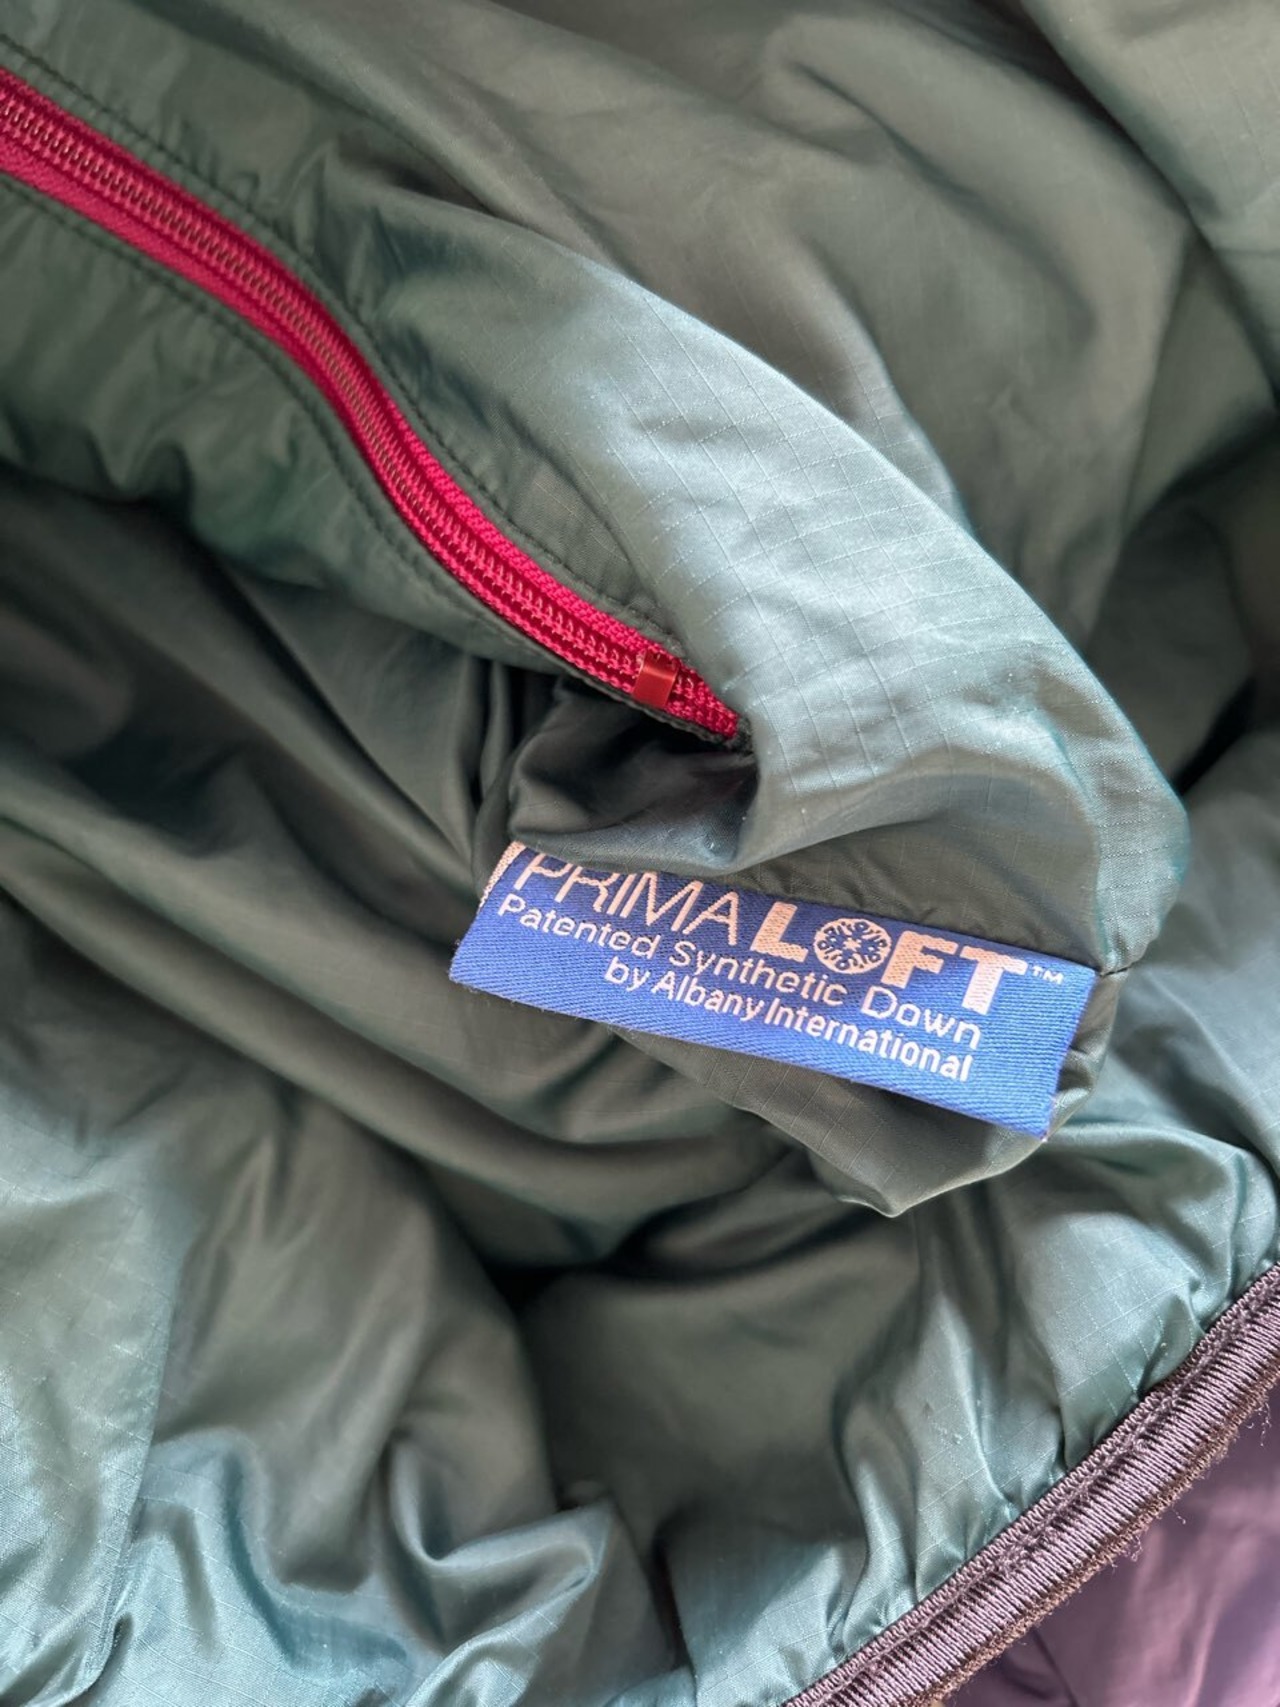 PRIMALOFT™
Patented Synthetic Down
by Albany International